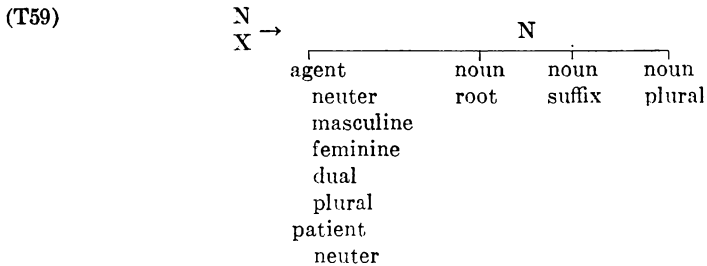 (T59) N N
X →
agent noun noun noun
neuter root suffix plural
masculine
feminine
dual
plural
patient
neuter